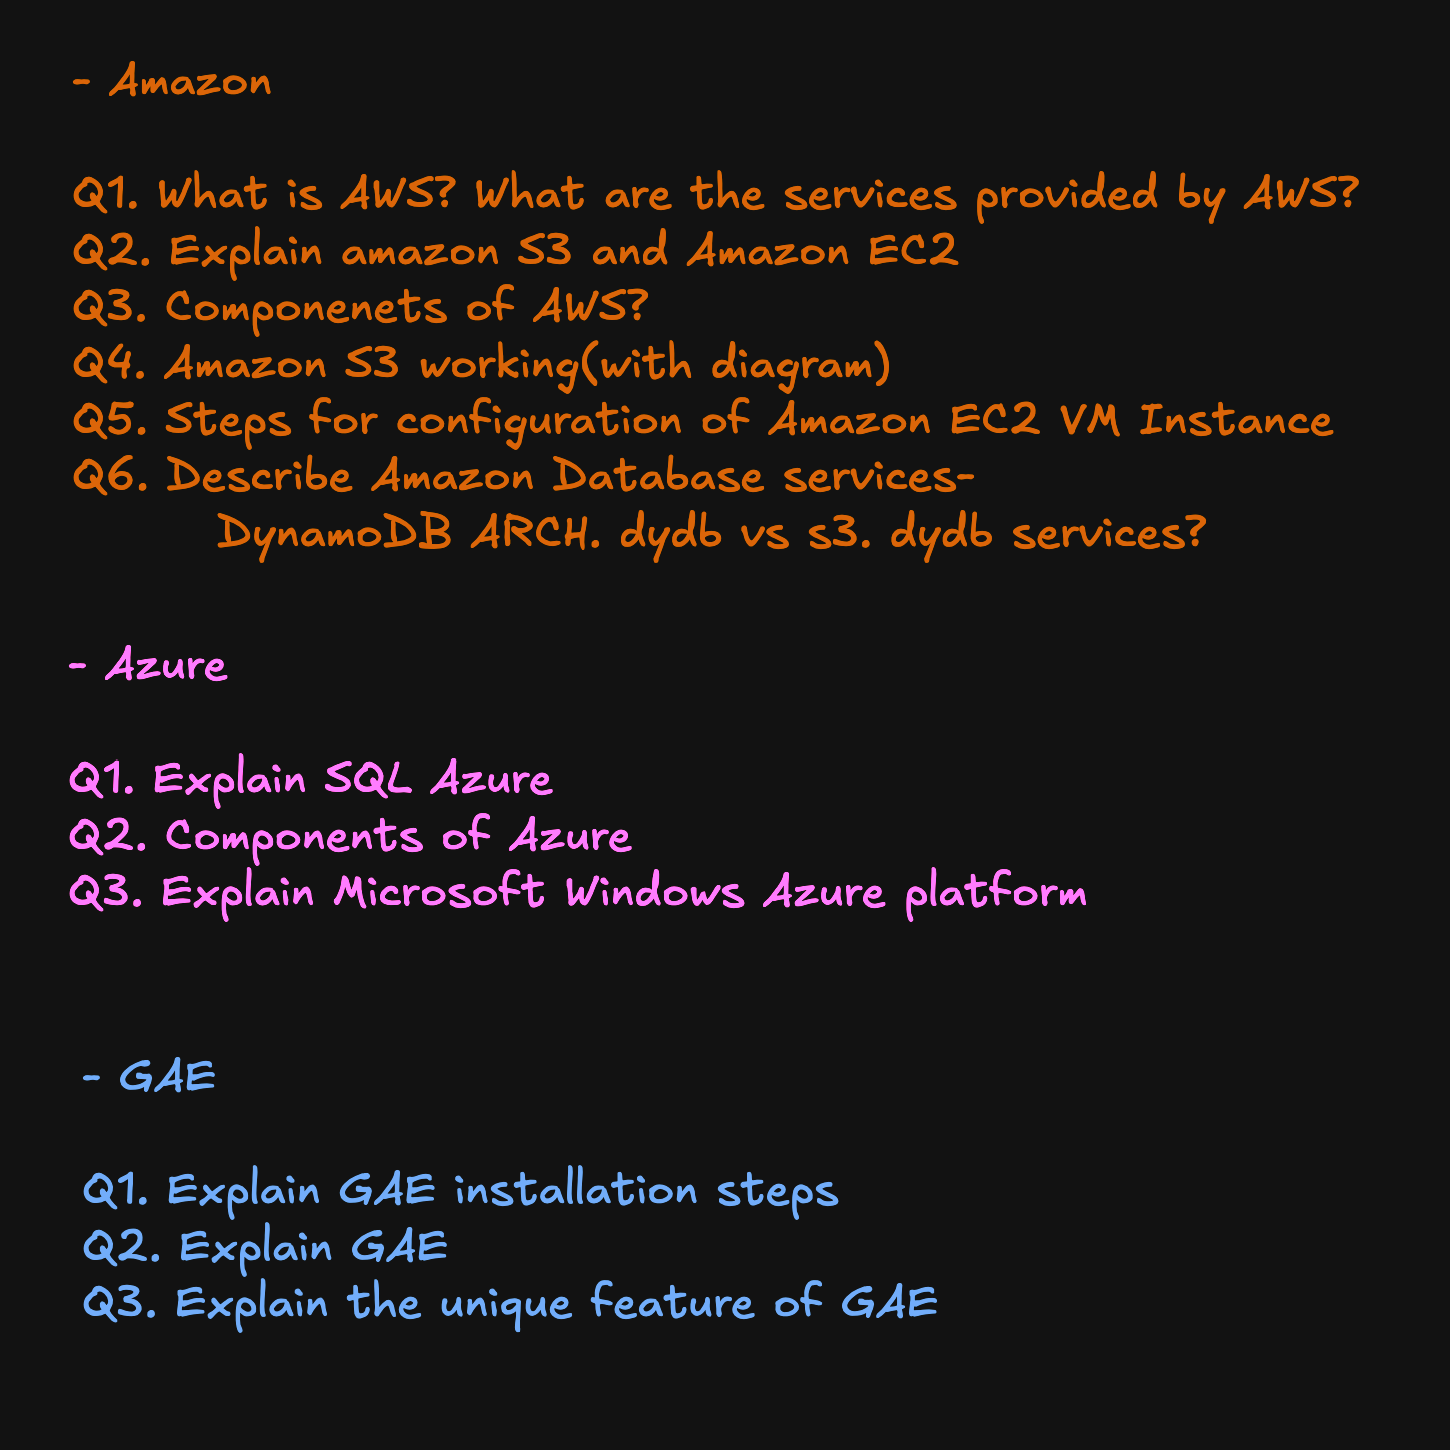 - Amazon
Q1. What is AWS? What are the services provided by AWS?
Q2. Explain amazon S3 and Amazon EC2
Q3. Componenets of AWS?
Q4. Amazon S3 working(with diagram)
Q5. Steps for configuration of Amazon EC2 VM Instance
Q6. Describe Amazon Database services-
DynamoDB ARCH. dydb vs s3. dydb services?
- Azure
Q1. Explain SQL Azure
Q2. Components of Azure
Q3. Explain Microsoft Windows Azure platform
- GAE
Q1. Explain GAE installation steps
Q2. Explain GAE
Q3. Explain the unique feature of GAE